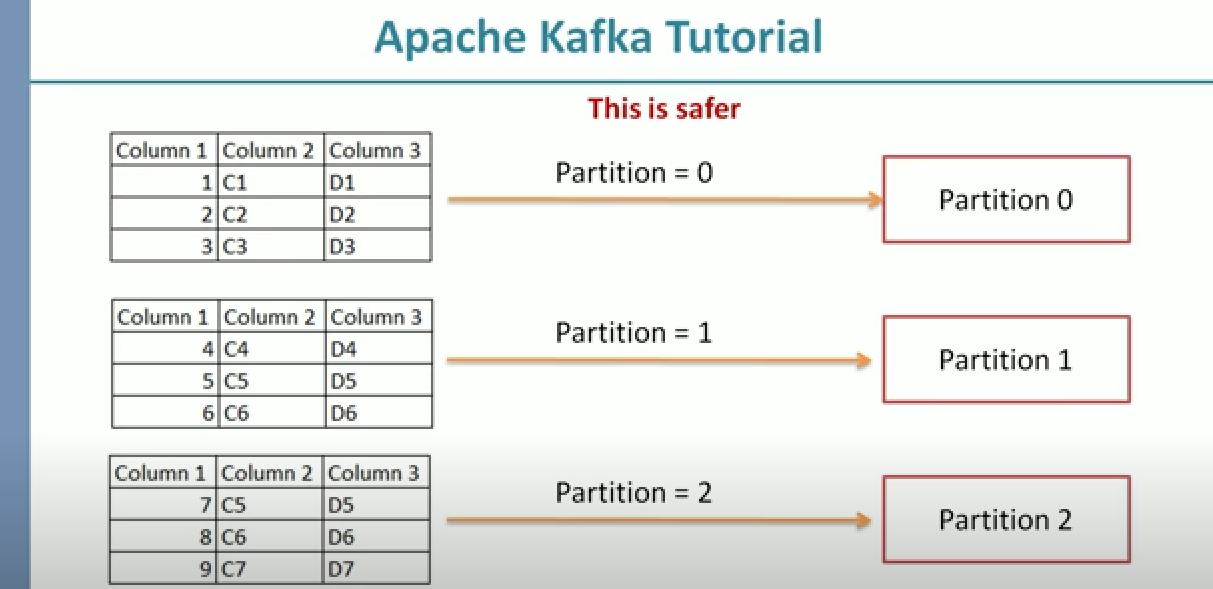 Apache Kafka Tutorial
This is safer
Column 1 Column 2 Column 3
1 C1 D1
2 C2 D2
3 C3 D3
Partition = 0
Partition 0
Column 1 Column 2 Column 3
4 C4 D4
5 C5 D5
6 C6 D6
Partition = 1
Partition 1
Column 1 Column 2 Column 3
7 C5 D5
8 C6 D6
9 C7 D7
Partition = 2
Partition 2